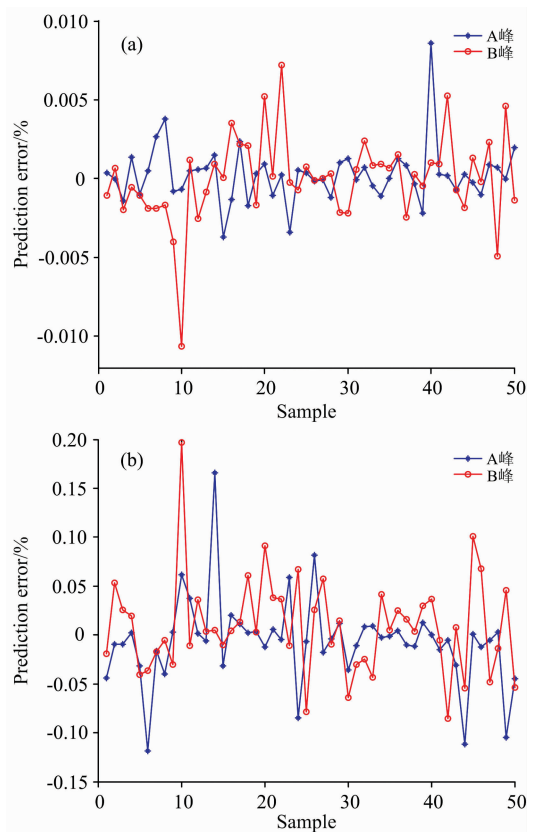 (a)
A峰
B峰
Prediction error/%
0.010
0.005
0
-0.005
-0.010
0 10 20 30 40 50
Sample
(b)
A峰
B峰
Prediction error/%
0.20
0.15
0.10
0.05
0
-0.05
-0.10
-0.15
0 10 20 30 40 50
Sample